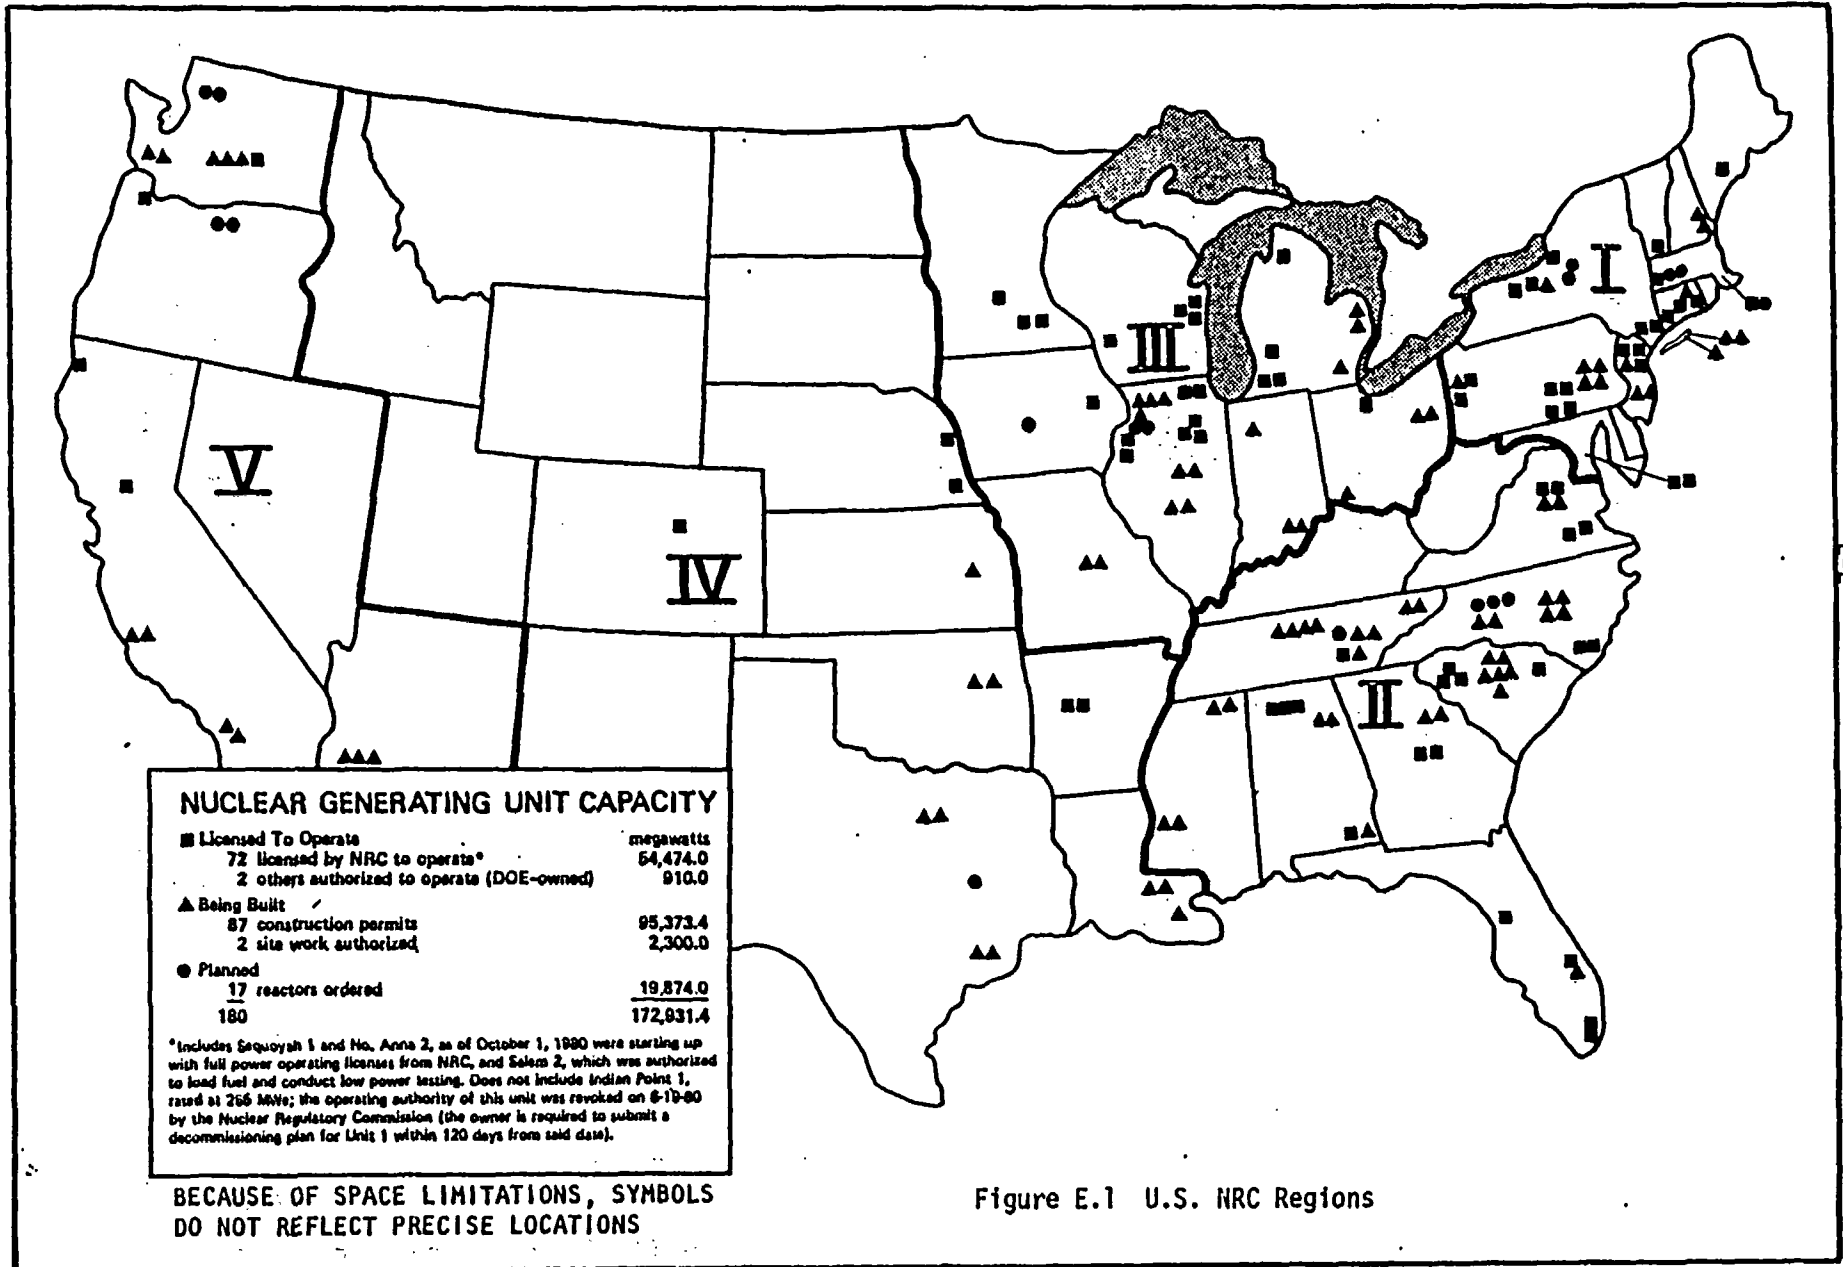 I
III
V
IV
II
NUCLEAR GENERATING UNIT CAPACITY
■ Licensed To Operate megawatts
72 licensed by NRC to operate* 54,474.0
2 others authorized to operate (DOE-owned) 910.0
▲ Being Built
87 construction permits 95,373.4
2 site work authorized 2,300.0
● Planned
17 reactors ordered 19,874.0
180 172,931.4
*Includes Sequoyah 1 and No. Anna 2, as of October 1, 1980 were starting up
with full power operating licenses from NRC, and Salem 2, which was authorized
to load fuel and conduct low power testing. Does not include Indian Point 1,
rated at 265 MWe; the operating authority of this unit was revoked on 6-19-80
by the Nuclear Regulatory Commission (the owner is required to submit a
decommissioning plan for Unit 1 within 120 days from said date).
BECAUSE OF SPACE LIMITATIONS, SYMBOLS
DO NOT REFLECT PRECISE LOCATIONS
Figure E.1 U.S. NRC Regions